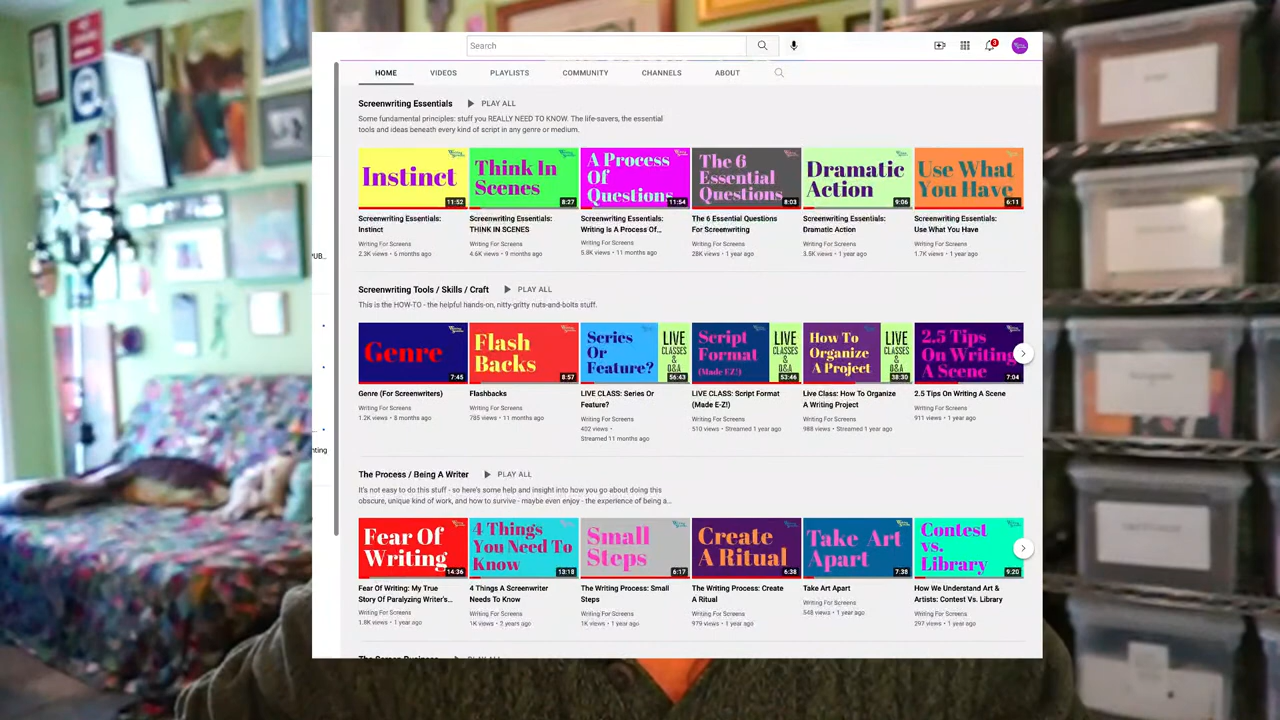 Search
3
HOME VIDEOS PLAYLISTS COMMUNITY CHANNELS ABOUT
Screenwriting Essentials PLAY ALL
Some fundamental principles: stuff you REALLY NEED TO KNOW. The life-savers, the essential
tools and ideas beneath every kind of script in any genre or medium.
Instinct
11:52
Think In
Scenes
8:27
A Process
Of
Questions
11:54
The 6
Essential
Questions
8:03
Dramatic
Action
9:06
Use What
You Have
6:11
Screenwriting Essentials:
Instinct
Writing For Screens
2.3K views • 6 months ago
Screenwriting Essentials:
THINK IN SCENES
Writing For Screens
4.6K views • 9 months ago
Screenwriting Essentials:
Writing Is A Process Of...
Writing For Screens
5.8K views • 11 months ago
The 6 Essential Questions
For Screenwriting
Writing For Screens
28K views • 1 year ago
Screenwriting Essentials:
Dramatic Action
Writing For Screens
3.5K views • 1 year ago
Screenwriting Essentials:
Use What You Have
Writing For Screens
1.7K views • 1 year ago
PUB...
Screenwriting Tools / Skills / Craft PLAY ALL
This is the HOW-TO - the helpful hands-on, nitty-gritty nuts-and-bolts stuff.
Genre
7:45
Flash
Backs
8:57
Series
Or
Feature?
LIVE
CLASSES
& Q&A
56:43
Script
Format
(Made EZ!)
LIVE
CLASSES
& Q&A
53:46
How To
Organize
A Project
LIVE
CLASSES
& Q&A
38:30
2.5 Tips
On Writing
A Scene
7:04
Genre (For Screenwriters)
Writing For Screens
1.2K views • 8 months ago
Flashbacks
Writing For Screens
785 views • 11 months ago
LIVE CLASS: Series Or
Feature?
Writing For Screens
402 views •
Streamed 11 months ago
LIVE CLASS: Script Format
(Made E-Z!)
Writing For Screens
510 views • Streamed 1 year ago
Live Class: How To Organize
A Writing Project
Writing For Screens
988 views • Streamed 1 year ago
2.5 Tips On Writing A Scene
Writing For Screens
911 views • 1 year ago
nting
The Process / Being A Writer PLAY ALL
It's not easy to do this stuff - so here's some help and insight into how you go about doing this
obscure, unique kind of work, and how to survive - maybe even enjoy - the experience of being a...
Fear Of
Writing
14:36
4 Things
You Need To
Know
13:18
Small
Steps
6:17
Create
A Ritual
6:38
Take Art
Apart
7:38
Contest
vs.
Library
9:20
Fear Of Writing: My True
Story Of Paralyzing Writer's...
Writing For Screens
1.8K views • 1 year ago
4 Things A Screenwriter
Needs To Know
Writing For Screens
1K views • 2 years ago
The Writing Process: Small
Steps
Writing For Screens
1K views • 1 year ago
The Writing Process: Create
A Ritual
Writing For Screens
979 views • 1 year ago
Take Art Apart
Writing For Screens
548 views • 1 year ago
How We Understand Art &
Artists: Contest Vs. Library
Writing For Screens
297 views • 1 year ago
The Screen Business PLAY ALL